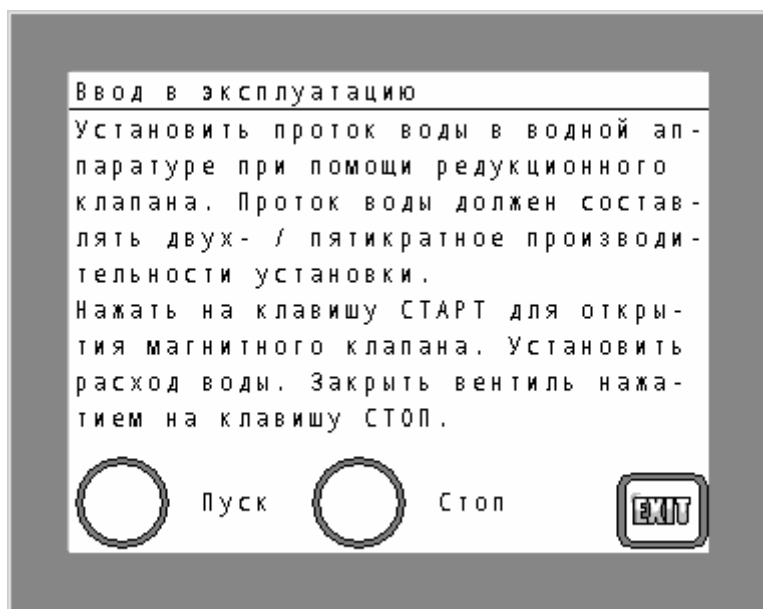 Ввод в эксплуатацию
Установить проток воды в водной ап-
паратуре при помощи редукционного
клапана. Проток воды должен состав-
лять двух- / пятикратное производи-
тельности установки.
Нажать на клавишу СТАРТ для откры-
тия магнитного клапана. Установить
расход воды. Закрыть вентиль нажа-
тием на клавишу СТОП.
Пуск Стоп EXIT